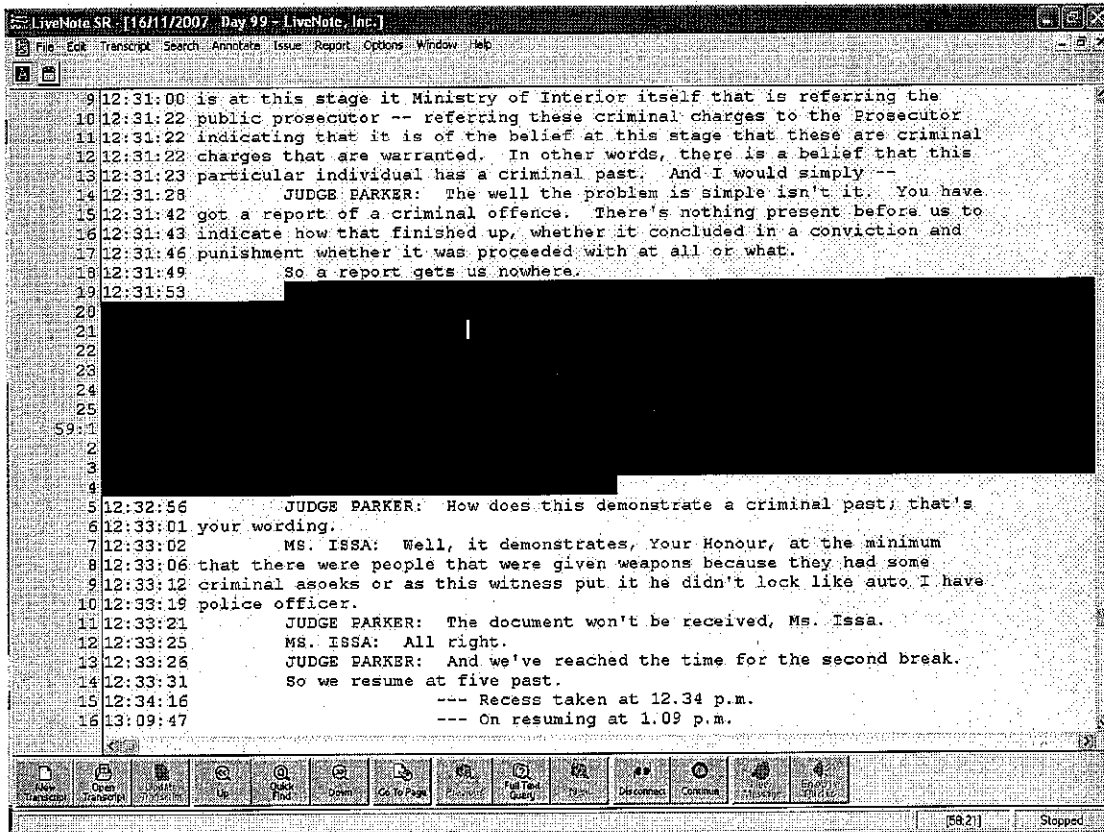 LiveNote SR - [16/11/2007 Day 99 - LiveNote, Inc.]
File Edit Transcript Search Annotate Issue Report Options Window Help
9 12:31:00 is at this stage it Ministry of Interior itself that is referring the
10 12:31:22 public prosecutor -- referring these criminal charges to the Prosecutor
11 12:31:22 indicating that it is of the belief at this stage that these are criminal
12 12:31:22 charges that are warranted. In other words, there is a belief that this
13 12:31:23 particular individual has a criminal past. And I would simply --
14 12:31:28 JUDGE PARKER: The well the problem is simple isn't it. You have
15 12:31:42 got a report of a criminal offence. There's nothing present before us to
16 12:31:43 indicate how that finished up, whether it concluded in a conviction and
17 12:31:46 punishment whether it was proceeded with at all or what.
18 12:31:49 So a report gets us nowhere.
19 12:31:53
20
21
22
23
24
25
59:1
2
3
4
5 12:32:56 JUDGE PARKER: How does this demonstrate a criminal past; that's
6 12:33:01 your wording.
7 12:33:02 MS. ISSA: Well, it demonstrates, Your Honour, at the minimum
8 12:33:06 that there were people that were given weapons because they had some
9 12:33:12 criminal asoeks or as this witness put it he didn't lock like auto I have
10 12:33:19 police officer.
11 12:33:21 JUDGE PARKER: The document won't be received, Ms. Issa.
12 12:33:25 MS. ISSA: All right.
13 12:33:26 JUDGE PARKER: And we've reached the time for the second break.
14 12:33:31 So we resume at five past.
15 12:34:16 --- Recess taken at 12.34 p.m.
16 13:09:47 --- On resuming at 1.09 p.m.
New Transcript Open Transcript Up Quick Find Down Go To Page Full Text Query Disconnect Continue
[58:21] Stopped